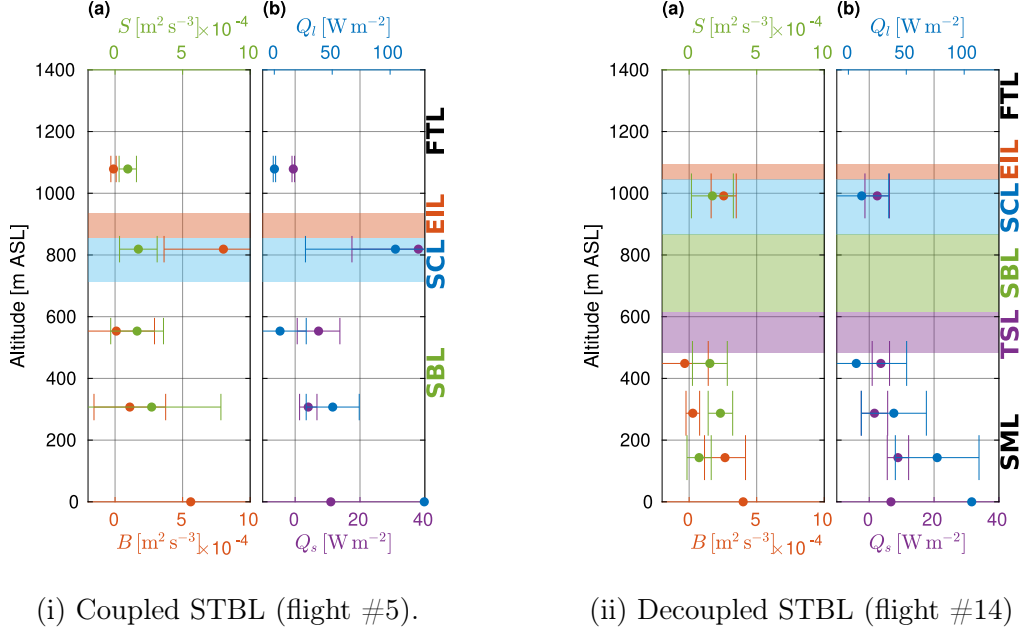 (a) (b) (a) (b)
S [m² s⁻³] ×10⁻⁴ Q_l [W m⁻²] S [m² s⁻³] ×10⁻⁴ Q_l [W m⁻²]
0 5 10 0 50 100 0 5 10 0 50 100
1400 1400
1200 FTL 1200 FTL
1000 1000 EIL
EIL SCL
800 SCL 800 SBL
600 600 TSL
400 SBL 400
200 200 SML
0 0
Altitude [m ASL] Altitude [m ASL]
0 5 10 0 20 40 0 5 10 0 20 40
B [m² s⁻³] ×10⁻⁴ Q_s [W m⁻²] B [m² s⁻³] ×10⁻⁴ Q_s [W m⁻²]
(i) Coupled STBL (flight #5). (ii) Decoupled STBL (flight #14)